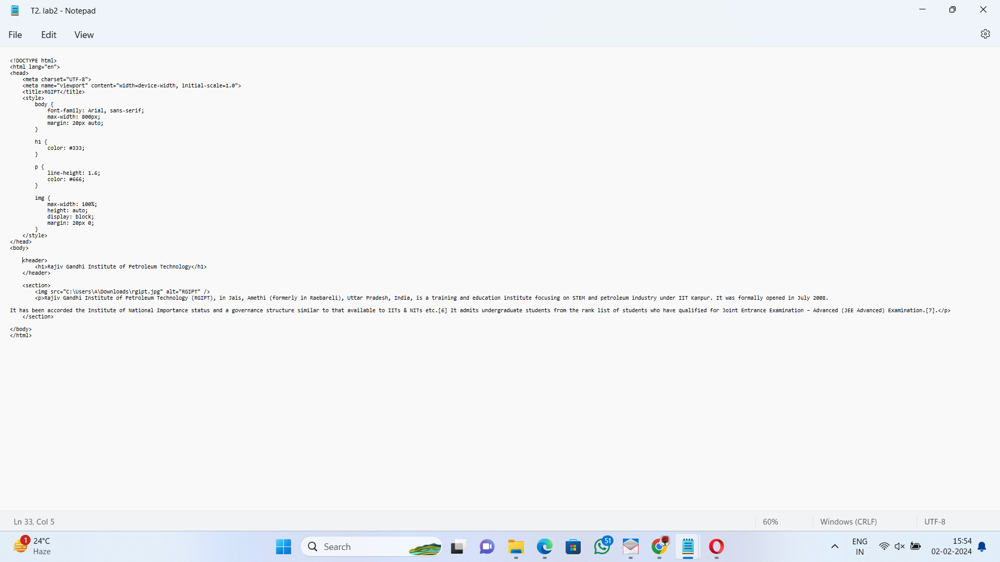 T2. lab2 - Notepad
File Edit View
<!DOCTYPE html>
<html lang="en">
<head>
    <meta charset="UTF-8">
    <meta name="viewport" content="width=device-width, initial-scale=1.0">
    <title>RGIPT</title>
    <style>
        body {
            font-family: Arial, sans-serif;
            max-width: 800px;
            margin: 20px auto;
        }
        h1 {
            color: #333;
        }
        p {
            line-height: 1.6;
            color: #666;
        }
        img {
            max-width: 100%;
            height: auto;
            display: block;
            margin: 20px 0;
        }
    </style>
</head>
<body>
    <header>
        <h1>Rajiv Gandhi Institute of Petroleum Technology</h1>
    </header>
    <section>
        <img src="C:\Users\A\Downloads\rgipt.jpg" alt="RGIPT" />
        <p>Rajiv Gandhi Institute of Petroleum Technology (RGIPT), in Jais, Amethi (formerly in Raebareli), Uttar Pradesh, India, is a training and education institute focusing on STEM and petroleum industry under IIT Kanpur. It was formally opened in July 2008.
It has been accorded the Institute of National Importance status and a governance structure similar to that available to IITs & NITs etc.[6] It admits undergraduate students from the rank list of students who have qualified for Joint Entrance Examination – Advanced (JEE Advanced) Examination.[7].</p>
    </section>
</body>
</html>
Ln 33, Col 5 60% Windows (CRLF) UTF-8
1 24°C
Haze
Search
51
ENG
IN
15:54
02-02-2024